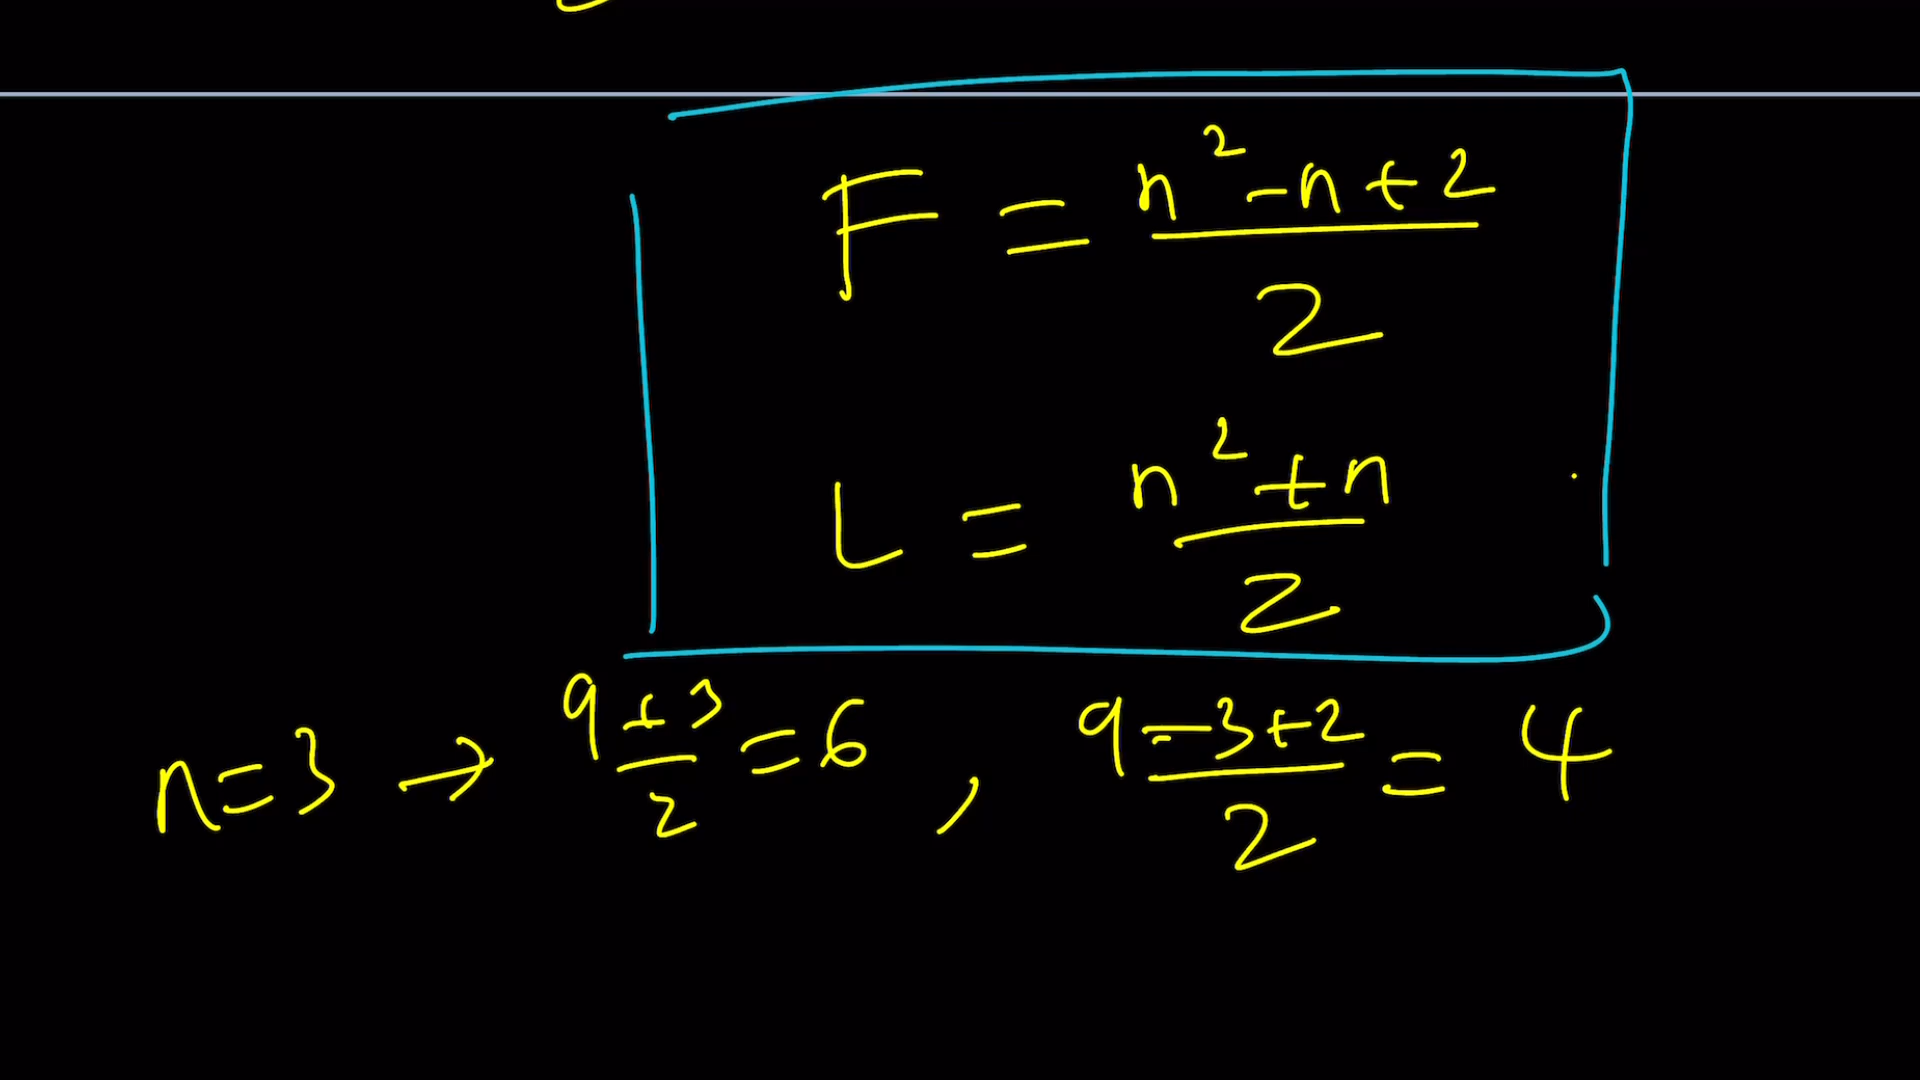 F = (n² - n + 2)/2
L = (n² + n)/2
n=3 → (9+3)/2 = 6 , (9-3+2)/2 = 4